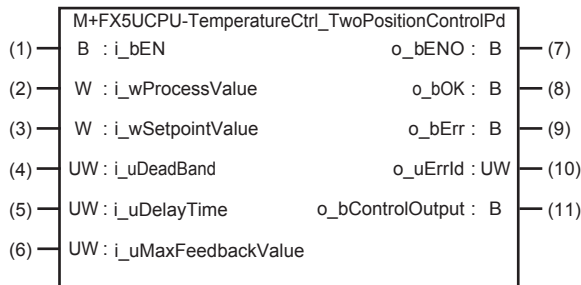 M+FX5UCPU-TemperatureCtrl_TwoPositionControlPd
(1) B : i_bEN o_bENO : B (7)
(2) W : i_wProcessValue o_bOK : B (8)
(3) W : i_wSetpointValue o_bErr : B (9)
(4) UW : i_uDeadBand o_uErrId : UW (10)
(5) UW : i_uDelayTime o_bControlOutput : B (11)
(6) UW : i_uMaxFeedbackValue